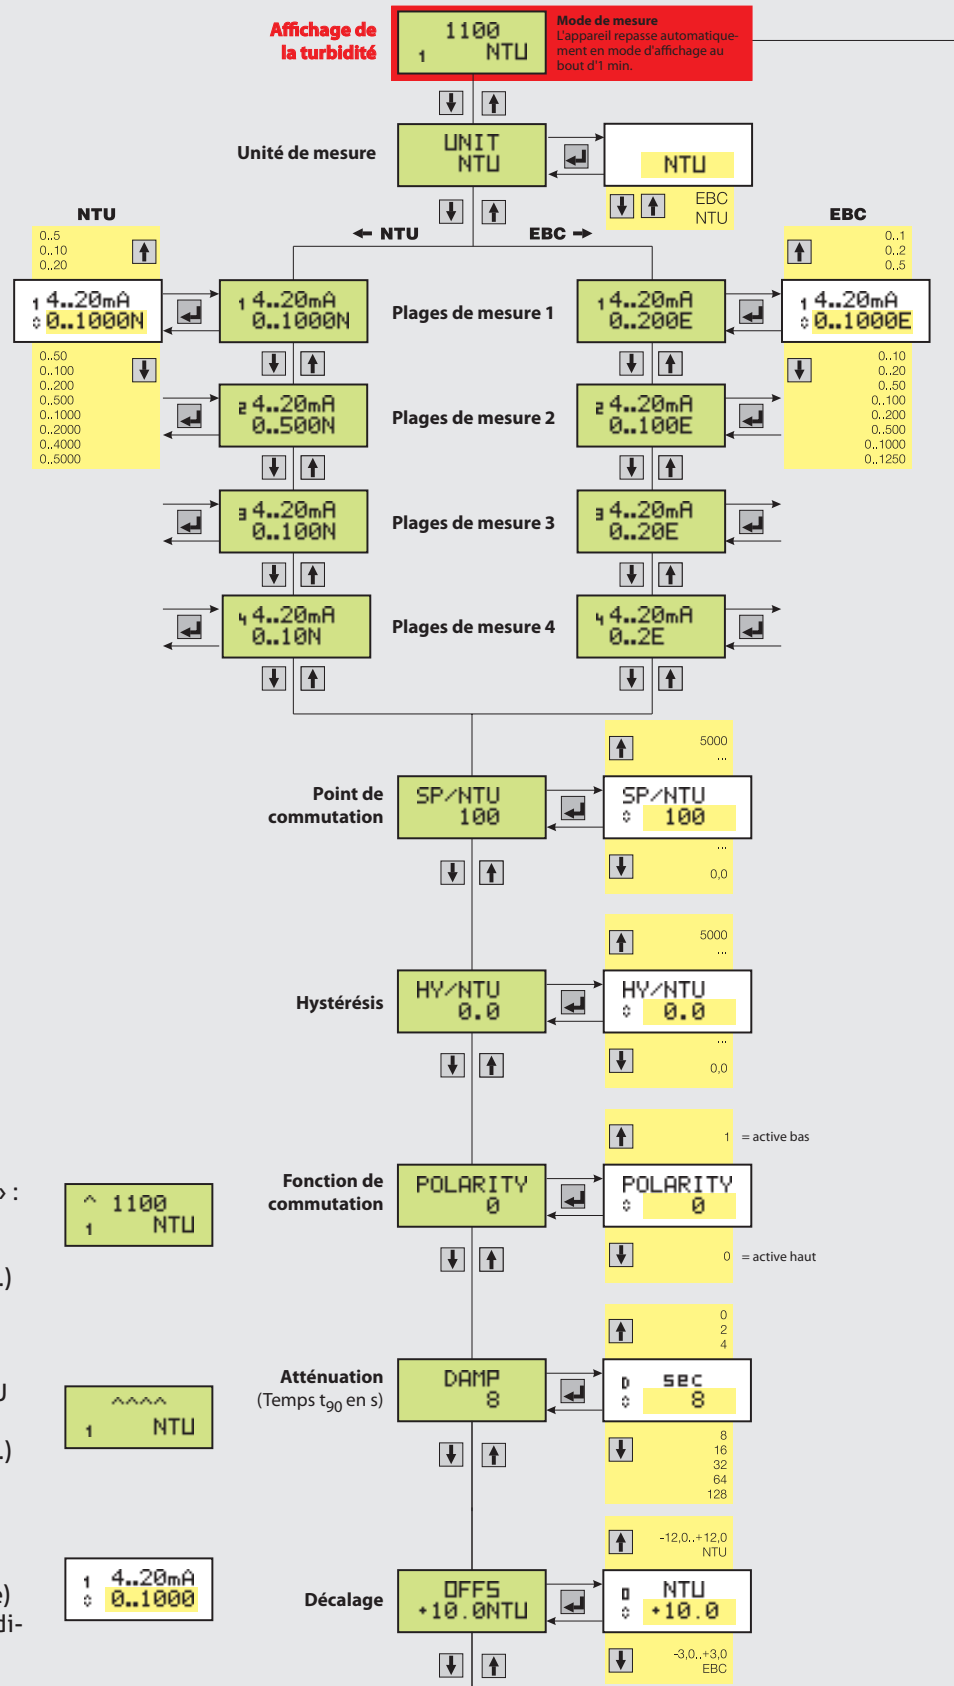 Affichage de
la turbidité
1100
1 NTU
Mode de mesure
L'appareil repasse automatique-
ment en mode d'affichage au
bout d'1 min.
Unité de mesure
UNIT
NTU
NTU
EBC
NTU
← NTU
EBC →
NTU
0..5
0..10
0..20
1 4..20mA
0..1000N
0..50
0..100
0..200
0..500
0..1000
0..2000
0..4000
0..5000
1 4..20mA
0..1000N
Plages de mesure 1
1 4..20mA
0..200E
EBC
0..1
0..2
0..5
1 4..20mA
0..1000E
0..10
0..20
0..50
0..100
0..200
0..500
0..1000
0..1250
2 4..20mA
0..500N
Plages de mesure 2
2 4..20mA
0..100E
3 4..20mA
0..100N
Plages de mesure 3
3 4..20mA
0..20E
4 4..20mA
0..10N
Plages de mesure 4
4 4..20mA
0..2E
Point de
commutation
SP/NTU
100
5000
...
SP/NTU
100
...
0,0
Hystérésis
HY/NTU
0.0
5000
...
HY/NTU
0.0
...
0,0
Fonction de
commutation
POLARITY
0
1 = active bas
POLARITY
0
0 = active haut
» :
^ 1100
1 NTU
.)
Atténuation
(Temps t90 en s)
DAMP
8
0
2
4
D sec
8
8
16
32
64
128
U
^^^^
1 NTU
.)
Décalage
OFFS
+10.0NTU
-12,0..+12,0
NTU
O NTU
+10.0
-3,0..+3,0
EBC
1 4..20mA
0..1000
e)
di-